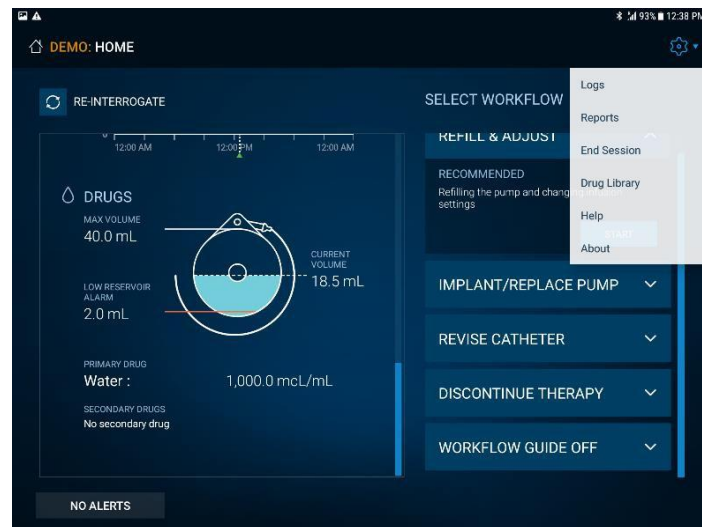 93% 12:38 PM
DEMO: HOME
RE-INTERROGATE
SELECT WORKFLOW
Logs
Reports
End Session
Drug Library
Help
About
0
12:00 AM 12:00 PM 12:00 AM
DRUGS
MAX VOLUME
40.0 mL
CURRENT
VOLUME
18.5 mL
LOW RESERVOIR
ALARM
2.0 mL
PRIMARY DRUG
Water : 1,000.0 mcL/mL
SECONDARY DRUGS
No secondary drug
REFILL & ADJUST
RECOMMENDED
Refilling the pump and changing
settings
START
IMPLANT/REPLACE PUMP
REVISE CATHETER
DISCONTINUE THERAPY
WORKFLOW GUIDE OFF
NO ALERTS